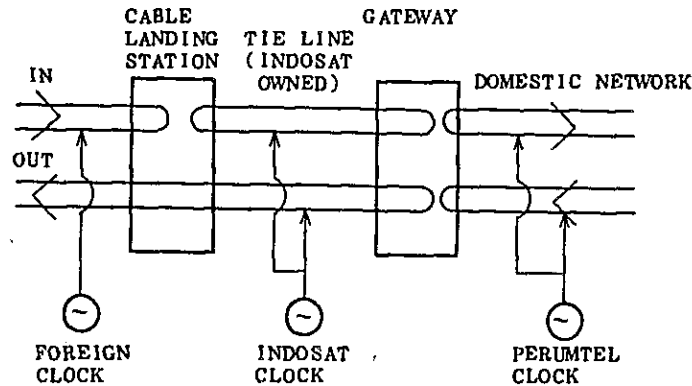 CABLE
LANDING
STATION
TIE LINE
(INDOSAT
OWNED)
GATEWAY
IN
DOMESTIC NETWORK
OUT
~
~
~
FOREIGN
CLOCK
INDOSAT
CLOCK
PERUMTEL
CLOCK